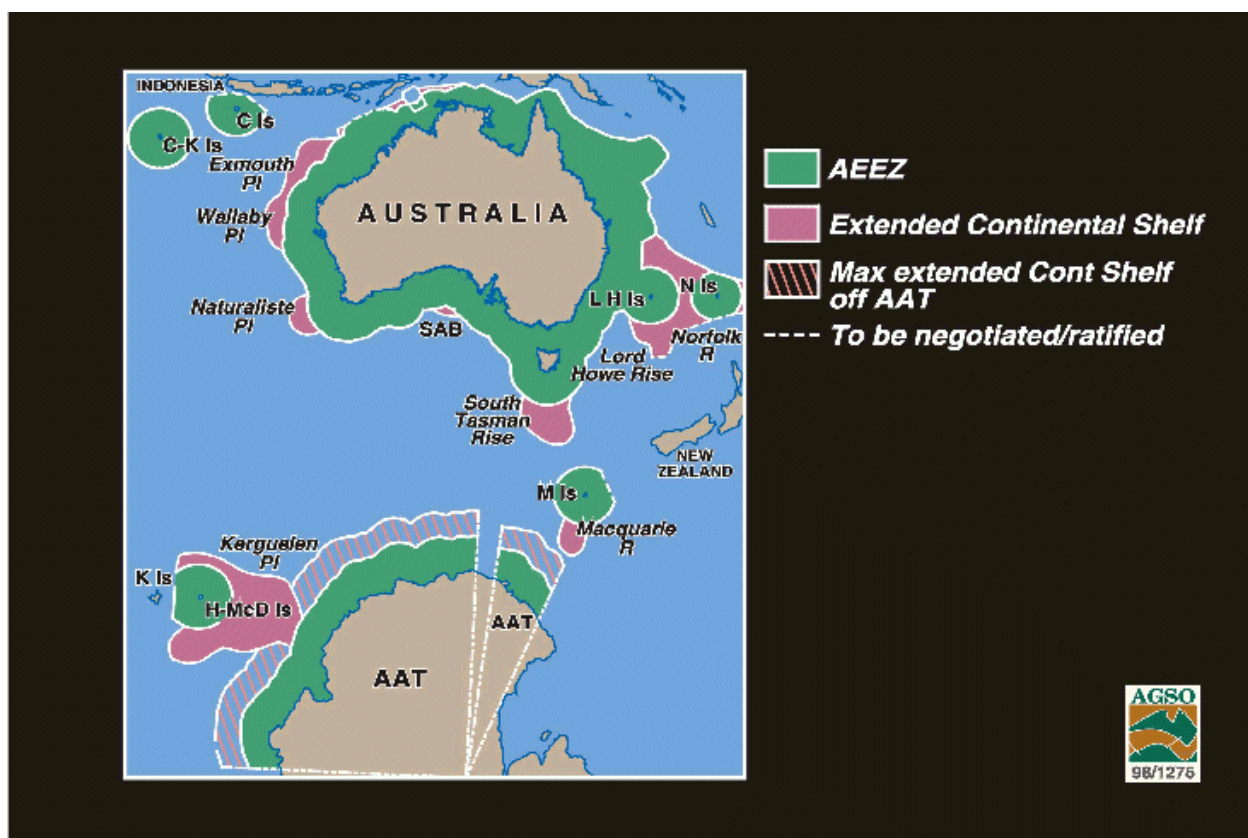 INDONESIA
C Is
C-K Is
Exmouth
Pl
Wallaby
Pl
AUSTRALIA
Naturaliste
Pl
SAB
L H Is
N Is
Norfolk
R
Lord
Howe Rise
South
Tasman
Rise
NEW
ZEALAND
M Is
Macquarie
R
Kerguelen
Pl
K Is
H-McD Is
AAT
AAT
AEEZ
Extended Continental Shelf
Max extended Cont Shelf
off AAT
To be negotiated/ratified
AGSO
98/1275